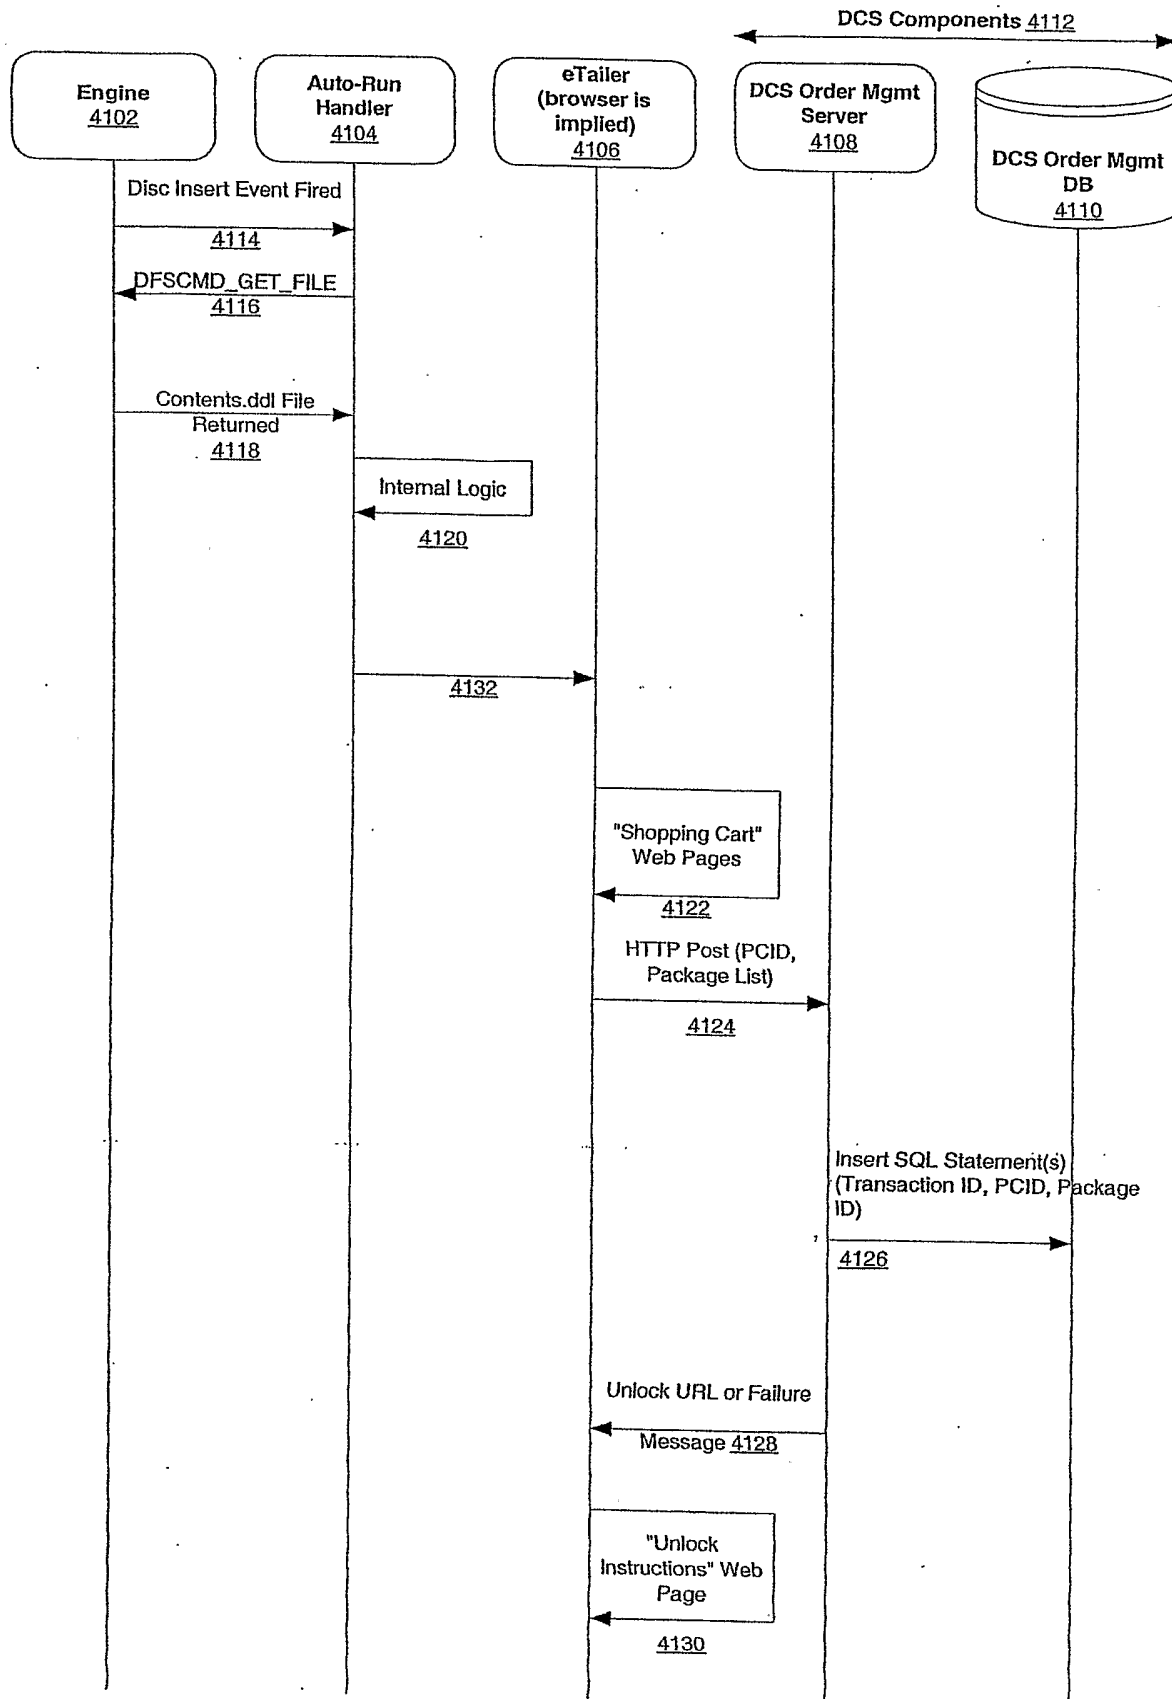 DCS Components 4112
Engine
4102
Auto-Run
Handler
4104
eTailer
(browser is
implied)
4106
DCS Order Mgmt
Server
4108
DCS Order Mgmt
DB
4110
Disc Insert Event Fired
4114
DFSCMD_GET_FILE
4116
Contents.ddl File
Returned
4118
Internal Logic
4120
4132
"Shopping Cart"
Web Pages
4122
HTTP Post (PCID,
Package List)
4124
Insert SQL Statement(s)
(Transaction ID, PCID, Package
ID)
4126
Unlock URL or Failure
Message 4128
"Unlock
Instructions" Web
Page
4130